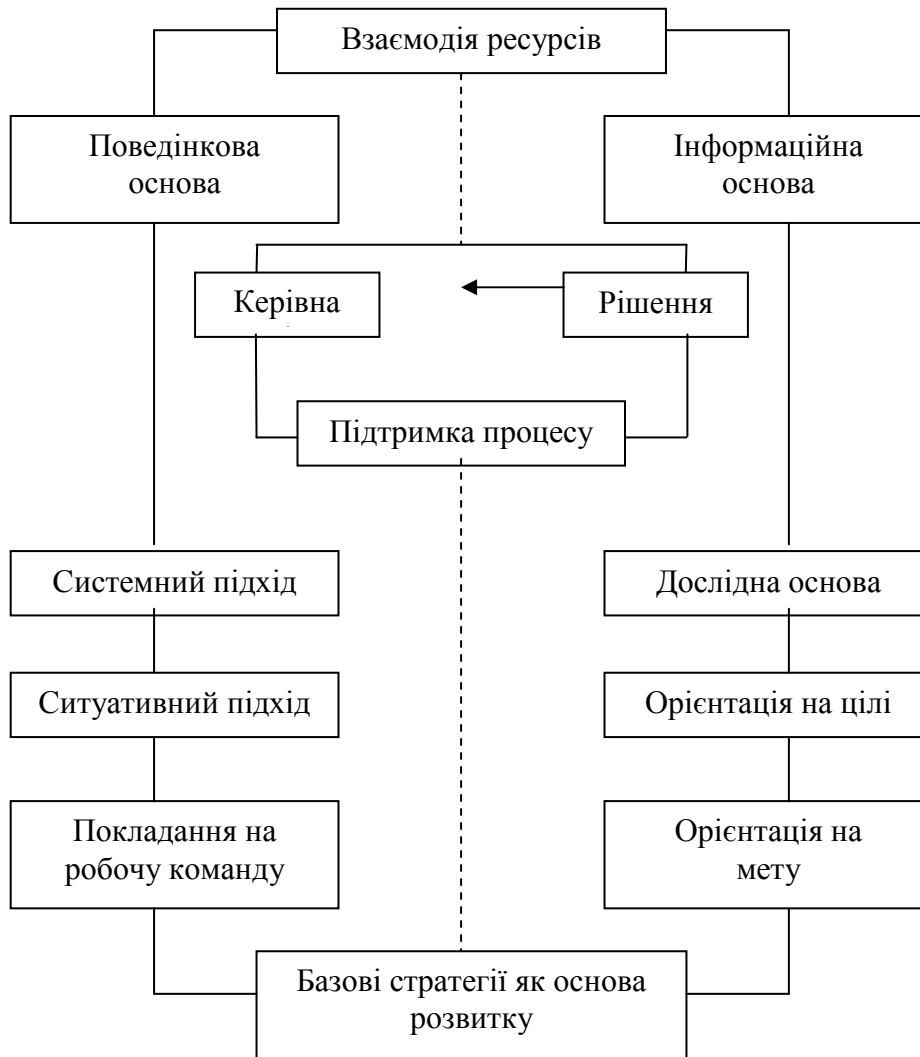 Взаємодія ресурсів
Поведінкова
основа
Інформаційна
основа
Керівна
Рішення
Підтримка процесу
Системний підхід
Дослідна основа
Ситуативний підхід
Орієнтація на цілі
Покладання на
робочу команду
Орієнтація на
мету
Базові стратегії як основа
розвитку